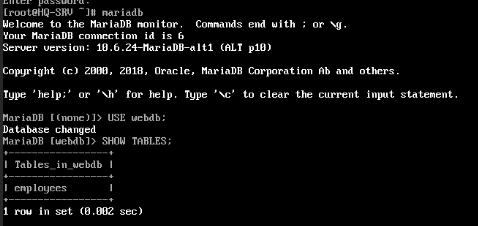 Enter password:
[root@HQ-SRV ~]# mariadb
Welcome to the MariaDB monitor.  Commands end with ; or \g.
Your MariaDB connection id is 6
Server version: 10.6.24-MariaDB-alt1 (ALT p10)
Copyright (c) 2000, 2018, Oracle, MariaDB Corporation Ab and others.
Type 'help;' or '\h' for help. Type '\c' to clear the current input statement.
MariaDB [(none)]> USE webdb;
Database changed
MariaDB [webdb]> SHOW TABLES;
+-----------------+
| Tables_in_webdb |
+-----------------+
| employees       |
+-----------------+
1 row in set (0.002 sec)